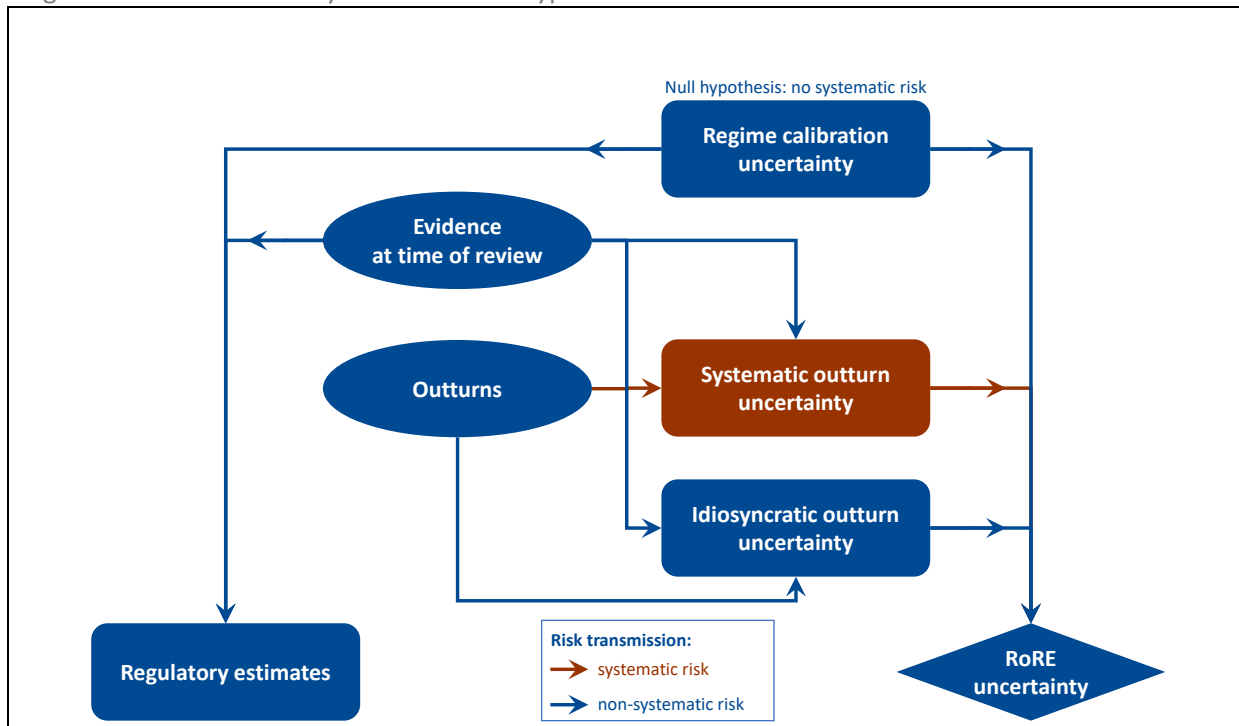 Null hypothesis: no systematic risk
Regime calibration
uncertainty
Evidence
at time of review
Systematic outturn
uncertainty
Outturns
Idiosyncratic outturn
uncertainty
Risk transmission:
systematic risk
non-systematic risk
Regulatory estimates
RoRE
uncertainty